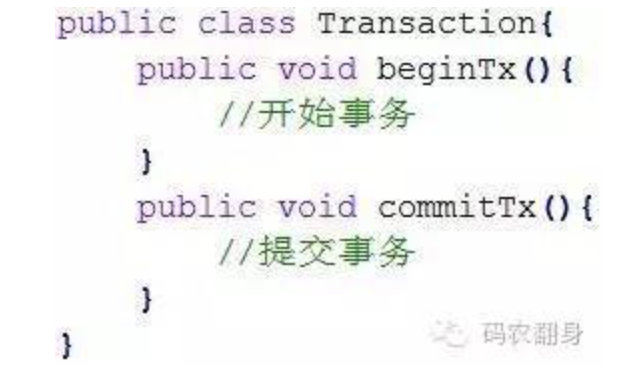 public class Transaction{
public void beginTx(){
//开始事务
}
public void commitTx(){
//提交事务
}
}
码农翻身